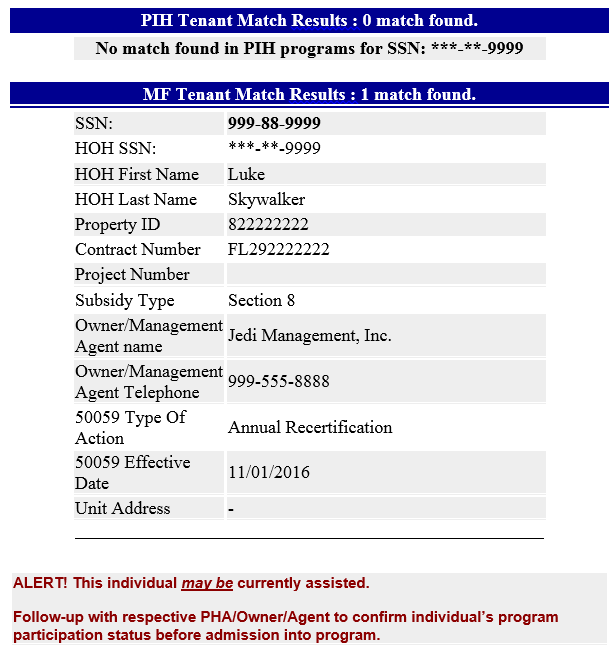 PIH Tenant Match Results : 0 match found.
No match found in PIH programs for SSN: ***-**-9999
MF Tenant Match Results : 1 match found.
SSN: 999-88-9999
HOH SSN: ***-**-9999
HOH First Name Luke
HOH Last Name Skywalker
Property ID 822222222
Contract Number FL292222222
Project Number
Subsidy Type Section 8
Owner/Management
Agent name
Jedi Management, Inc.
Owner/Management
Agent Telephone
999-555-8888
50059 Type Of
Action
Annual Recertification
50059 Effective
Date
11/01/2016
Unit Address -
ALERT! This individual may be currently assisted.
Follow-up with respective PHA/Owner/Agent to confirm individual's program
participation status before admission into program.